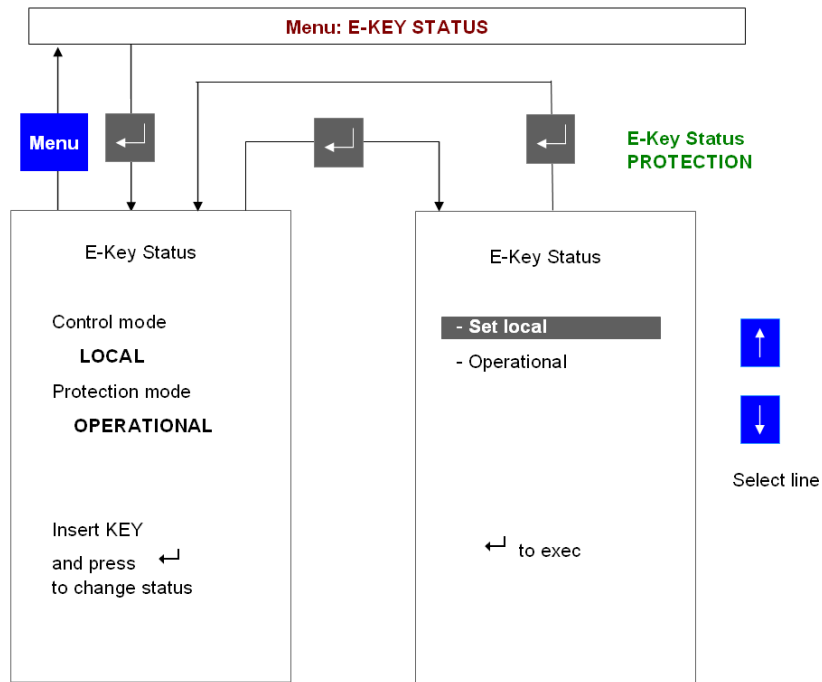 Menu: E-KEY STATUS
Menu
E-Key Status
PROTECTION
E-Key Status
Control mode
LOCAL
Protection mode
OPERATIONAL
Insert KEY
and press
to change status
E-Key Status
- Set local
- Operational
to exec
Select line